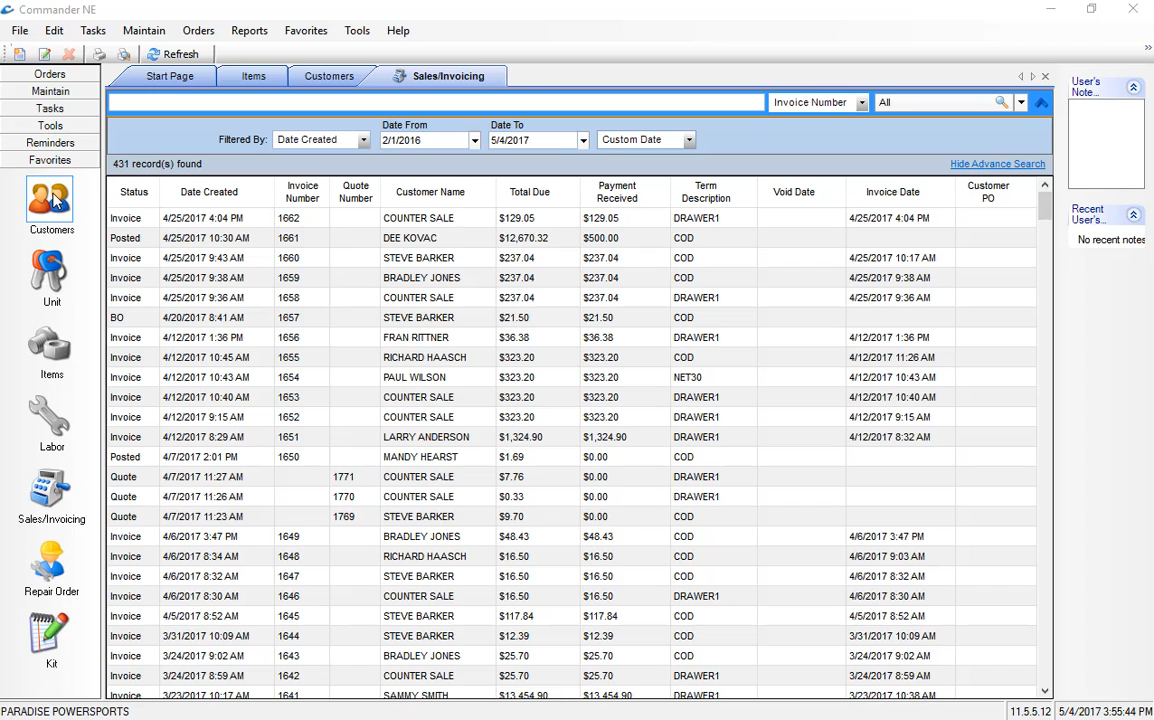 Commander NE
File Edit Tasks Maintain Orders Reports Favorites Tools Help
Refresh
Orders
Maintain
Tasks
Tools
Reminders
Favorites
Customers
Unit
Items
Labor
Sales/Invoicing
Repair Order
Kit
Start Page Items Customers Sales/Invoicing
Invoice Number All
Filtered By: Date Created Date From 2/1/2016 Date To 5/4/2017 Custom Date
431 record(s) found Hide Advance Search
Status Date Created Invoice Number Quote Number Customer Name Total Due Payment Received Term Description Void Date Invoice Date Customer PO
Invoice 4/25/2017 4:04 PM 1662 COUNTER SALE $129.05 $129.05 DRAWER1 4/25/2017 4:04 PM
Posted 4/25/2017 10:30 AM 1661 DEE KOVAC $12,670.32 $500.00 COD
Invoice 4/25/2017 9:43 AM 1660 STEVE BARKER $237.04 $237.04 COD 4/25/2017 10:17 AM
Invoice 4/25/2017 9:38 AM 1659 BRADLEY JONES $237.04 $237.04 COD 4/25/2017 9:38 AM
Invoice 4/25/2017 9:36 AM 1658 COUNTER SALE $237.04 $237.04 DRAWER1 4/25/2017 9:36 AM
BO 4/20/2017 8:41 AM 1657 STEVE BARKER $21.50 $21.50 COD
Invoice 4/12/2017 1:36 PM 1656 FRAN RITTNER $36.38 $36.38 DRAWER1 4/12/2017 1:36 PM
Invoice 4/12/2017 10:45 AM 1655 RICHARD HAASCH $323.20 $323.20 COD 4/12/2017 11:26 AM
Invoice 4/12/2017 10:43 AM 1654 PAUL WILSON $323.20 $323.20 NET30 4/12/2017 10:43 AM
Invoice 4/12/2017 10:40 AM 1653 COUNTER SALE $323.20 $323.20 DRAWER1 4/12/2017 10:40 AM
Invoice 4/12/2017 9:15 AM 1652 COUNTER SALE $323.20 $323.20 DRAWER1 4/12/2017 9:15 AM
Invoice 4/12/2017 8:29 AM 1651 LARRY ANDERSON $1,324.90 $1,324.90 DRAWER1 4/12/2017 8:32 AM
Posted 4/7/2017 2:01 PM 1650 MANDY HEARST $1.69 $0.00 COD
Quote 4/7/2017 11:27 AM 1771 COUNTER SALE $7.76 $0.00 DRAWER1
Quote 4/7/2017 11:26 AM 1770 COUNTER SALE $0.33 $0.00 DRAWER1
Quote 4/7/2017 11:23 AM 1769 STEVE BARKER $9.70 $0.00 COD
Invoice 4/6/2017 3:47 PM 1649 BRADLEY JONES $48.43 $48.43 DRAWER1 4/6/2017 3:47 PM
Invoice 4/6/2017 8:34 AM 1648 RICHARD HAASCH $16.50 $16.50 COD 4/6/2017 9:03 AM
Invoice 4/6/2017 8:32 AM 1647 STEVE BARKER $16.50 $16.50 COD 4/6/2017 8:32 AM
Invoice 4/6/2017 8:30 AM 1646 STEVE BARKER $16.50 $16.50 DRAWER1 4/6/2017 8:30 AM
Invoice 4/5/2017 8:52 AM 1645 STEVE BARKER $117.84 $117.84 COD 4/5/2017 8:52 AM
Invoice 3/31/2017 10:09 AM 1644 STEVE BARKER $12.39 $12.39 COD 3/31/2017 10:09 AM
Invoice 3/24/2017 9:02 AM 1643 BRADLEY JONES $25.70 $25.70 COD 3/24/2017 9:02 AM
Invoice 3/24/2017 8:59 AM 1642 COUNTER SALE $25.70 $25.70 DRAWER1 3/24/2017 8:59 AM
Invoice 3/23/2017 10:17 AM 1641 SAMMY SMITH $13,454.90 $13,454.90 DRAWER1 3/23/2017 10:38 AM
User's
Note...
Recent
User's...
No recent notes
PARADISE POWERSPORTS 11.5.5.12 5/4/2017 3:55:44 PM